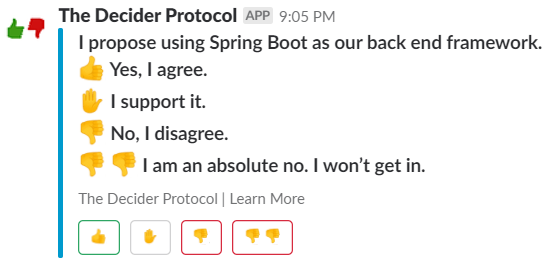 The Decider Protocol APP 9:05 PM
I propose using Spring Boot as our back end framework.
👍 Yes, I agree.
✋ I support it.
👎 No, I disagree.
👎 👎 I am an absolute no. I won’t get in.
The Decider Protocol | Learn More
👍 ✋ 👎 👎👎